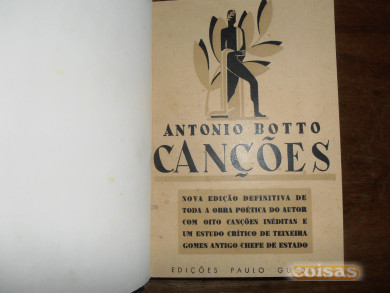 ANTONIO BOTTO
CANÇÕES
NOVA EDIÇÃO DEFINITIVA DE
TODA A OBRA POÉTICA DO AUTOR
COM OITO CANÇÕES INÉDITAS E
UM ESTUDO CRÍTICO DE TEIXEIRA
GOMES ANTIGO CHEFE DE ESTADO
EDIÇÕES PAULO
coisas